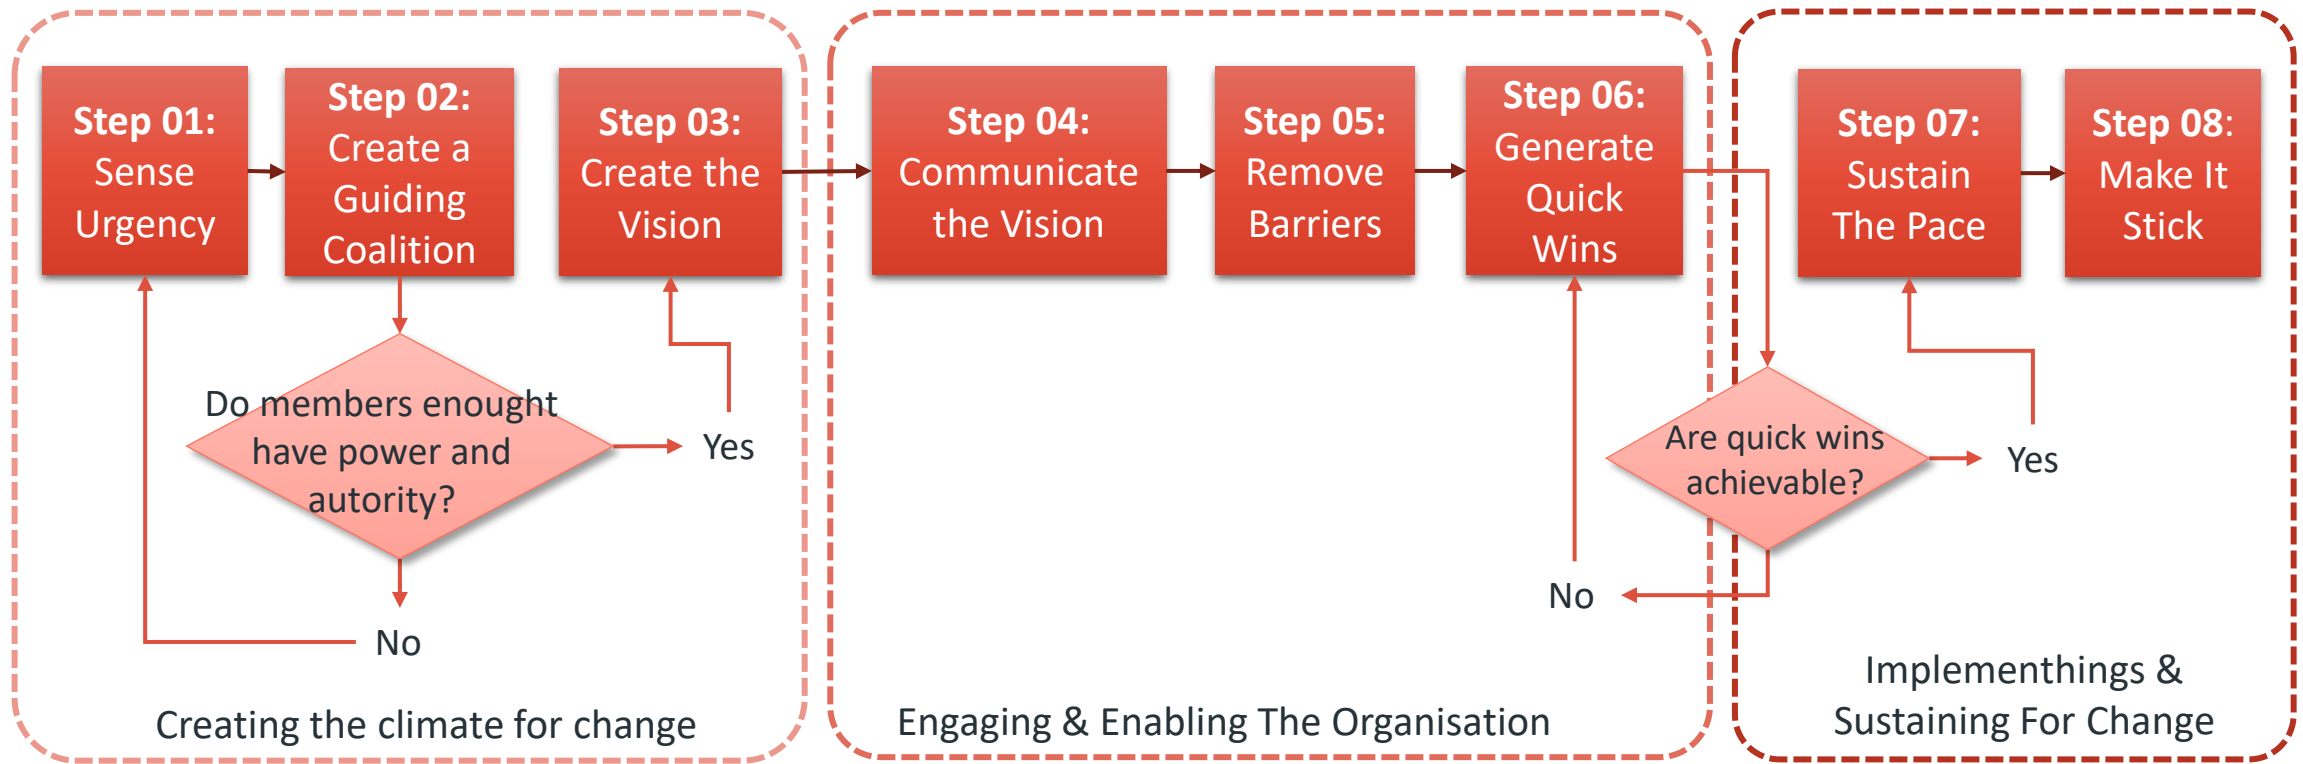 Step 01:
Sense
Urgency
Step 02:
Create a
Guiding
Coalition
Step 03:
Create the
Vision
Do members enought
have power and
autority?
Yes
No
Creating the climate for change
Step 04:
Communicate
the Vision
Step 05:
Remove
Barriers
Step 06:
Generate
Quick
Wins
No
Engaging & Enabling The Organisation
Are quick wins
achievable?
Yes
Step 07:
Sustain
The Pace
Step 08:
Make It
Stick
Implementhings &
Sustaining For Change